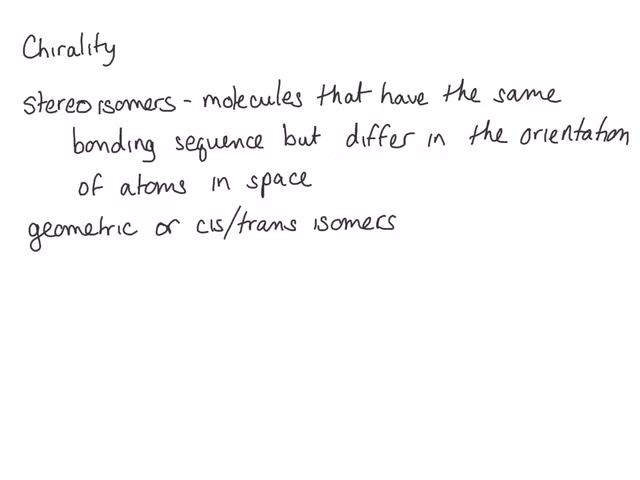 Chirality
stereoisomers - molecules that have the same
bonding sequence but differ in the orientation
of atoms in space
geometric or cis/trans isomers